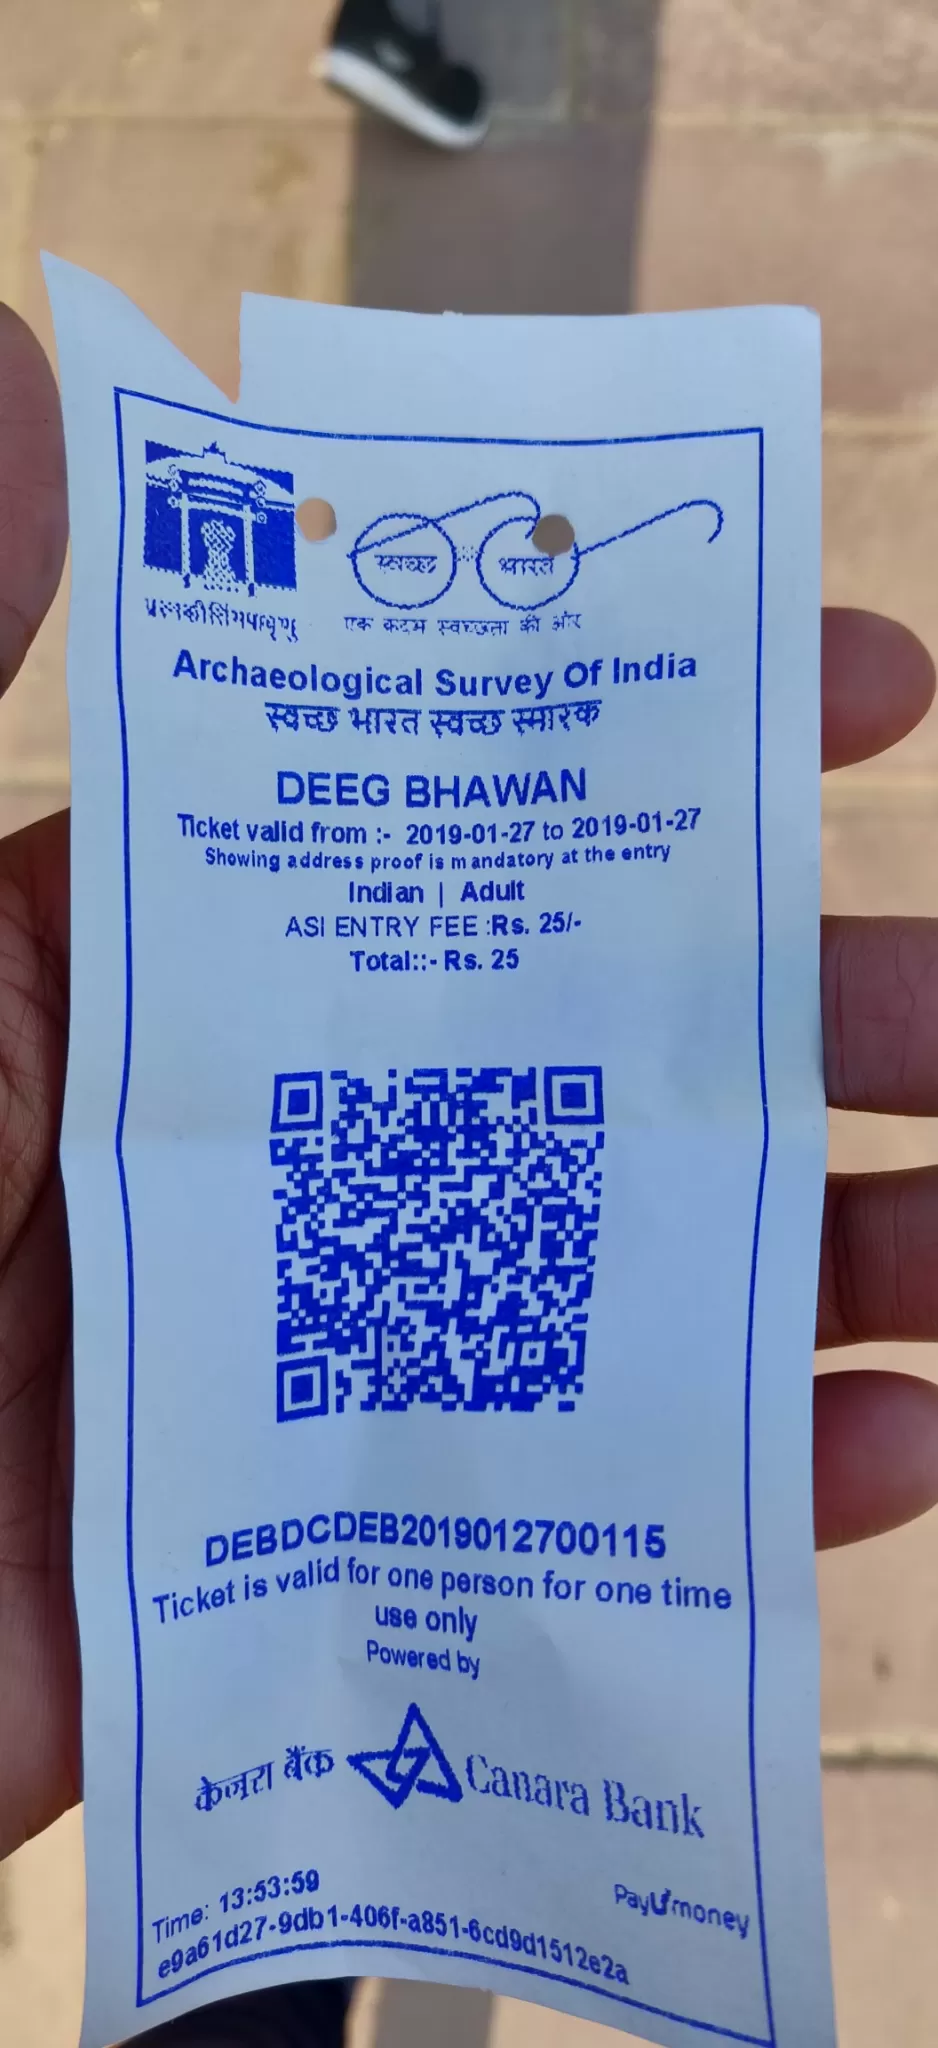 स्वच्छ भारत
एक कदम स्वच्छता की ओर
Archaeological Survey Of India
स्वच्छ भारत स्वच्छ स्मारक
DEEG BHAWAN
Ticket valid from :- 2019-01-27 to 2019-01-27
Showing address proof is mandatory at the entry
Indian | Adult
ASI ENTRY FEE :Rs. 25/-
Total::- Rs. 25
DEBDCDEB2019012700115
Ticket is valid for one person for one time
use only
Powered by
केनरा बैंक Canara Bank
Time: 13:53:59
PayUmoney
e9a61d27-9db1-406f-a851-6cd9d1512e2a